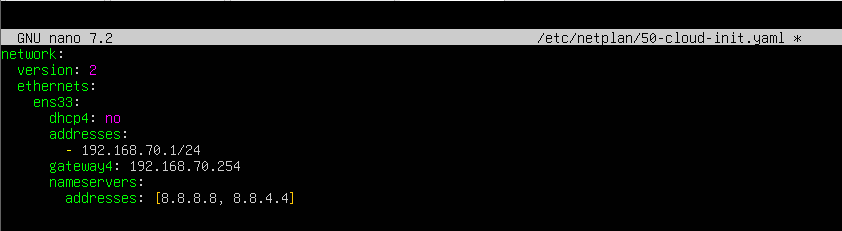 GNU nano 7.2 /etc/netplan/50-cloud-init.yaml *
network:
  version: 2
  ethernets:
    ens33:
      dhcp4: no
      addresses:
        - 192.168.70.1/24
      gateway4: 192.168.70.254
      nameservers:
        addresses: [8.8.8.8, 8.8.4.4]